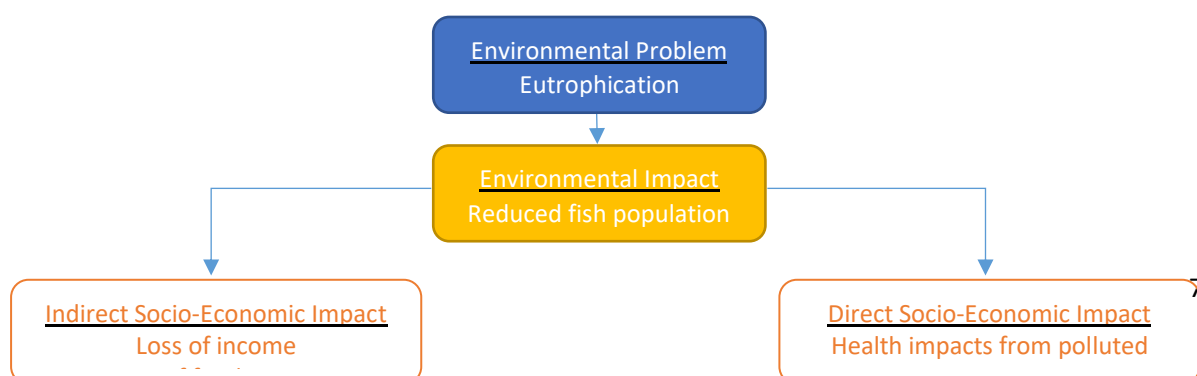 Environmental Problem
Eutrophication
Environmental Impact
Reduced fish population
Indirect Socio-Economic Impact
Loss of income
Direct Socio-Economic Impact
Health impacts from polluted
7